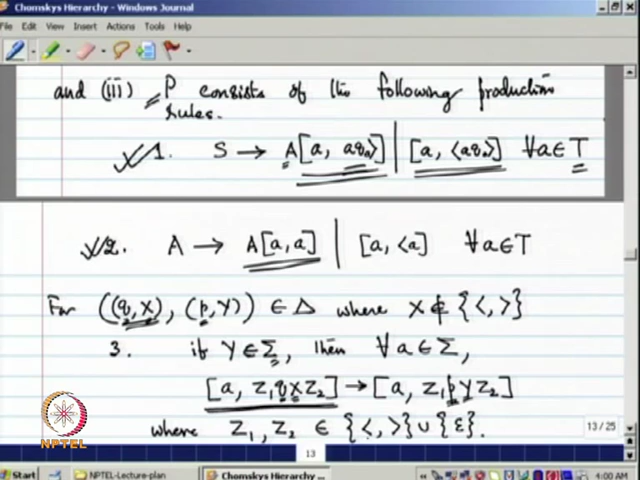 Chomskys Hierarchy - Windows Journal
File Edit View Insert Actions Tools Help
and (iii) P consists of the following production
rules.
1. S → A[a, aq₀>] | [a, <aq₀>] ∀a∈T
2. A → A[a,a] | [a,<a] ∀a∈T
For ((q,X), (p,Y)) ∈ Δ where X ∉ {<,>}
3. if Y∈Σ, then ∀a∈Σ,
[a, Z₁qXZ₂] → [a, Z₁pYZ₂]
where Z₁,Z₂ ∈ {<,>} ∪ {ε}.
NPTEL
13
13/25
Start
NPTEL-Lecture-plan
Chomskys Hierarchy ...
4:00 AM